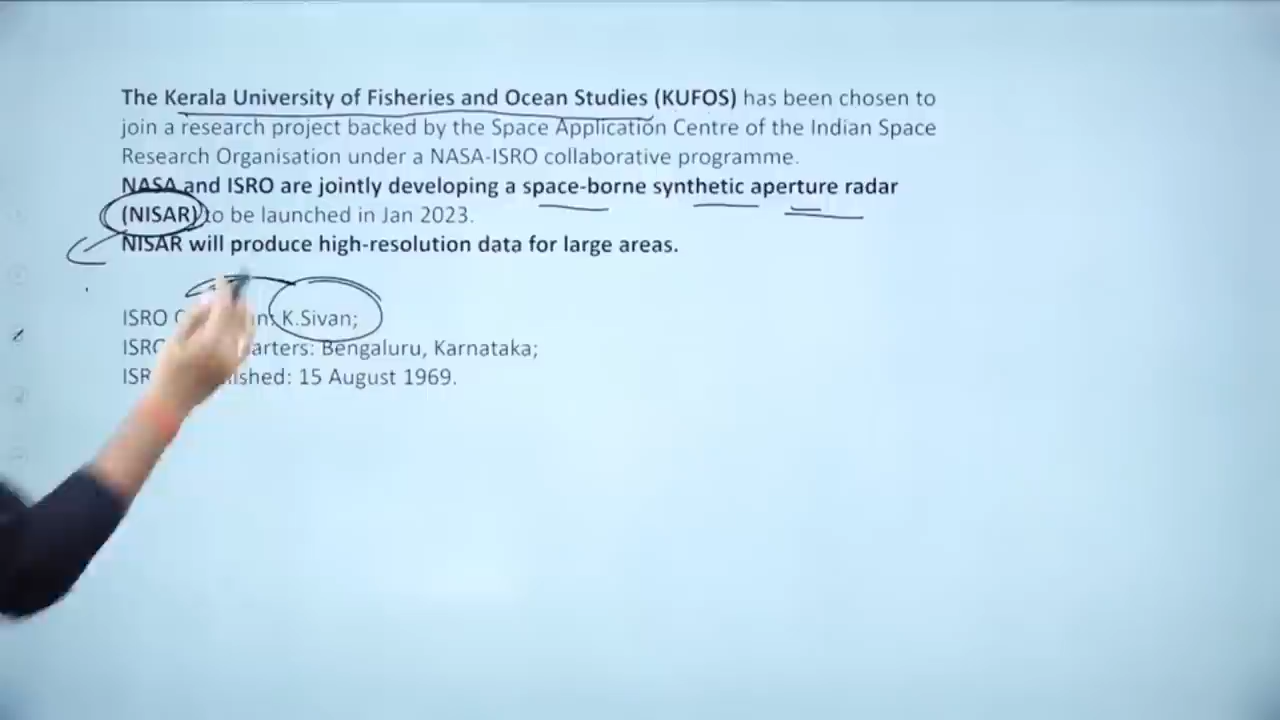 The Kerala University of Fisheries and Ocean Studies (KUFOS) has been chosen to
join a research project backed by the Space Application Centre of the Indian Space
Research Organisation under a NASA-ISRO collaborative programme.
NASA and ISRO are jointly developing a space-borne synthetic aperture radar
(NISAR) to be launched in Jan 2023.
NISAR will produce high-resolution data for large areas.
ISRO K.Sivan;
ISRO Bengaluru, Karnataka;
15 August 1969.